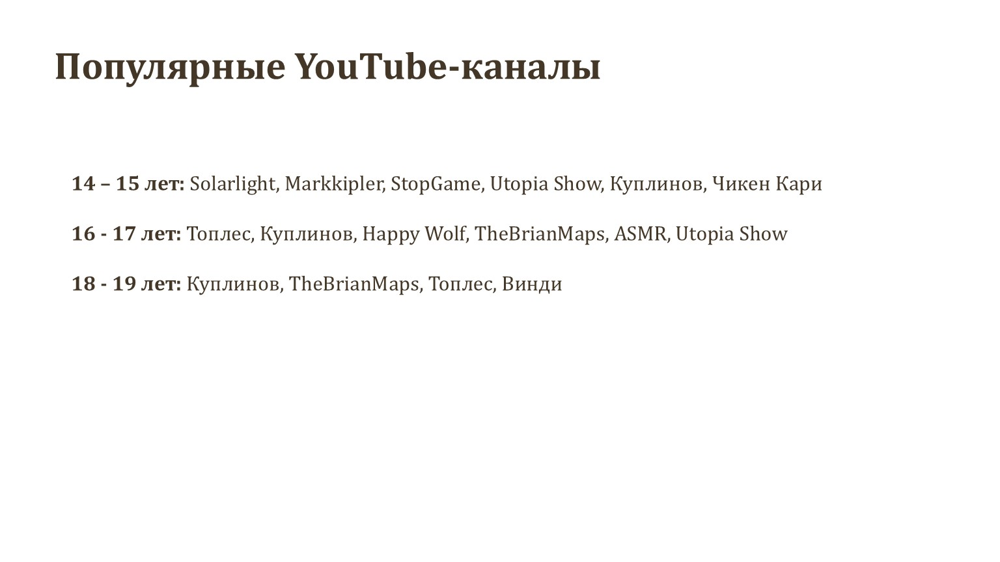 Популярные YouTube-каналы
14 – 15 лет: Solarlight, Markkipler, StopGame, Utopia Show, Куплинов, Чикен Кари
16 - 17 лет: Топлес, Куплинов, Happy Wolf, TheBrianMaps, ASMR, Utopia Show
18 - 19 лет: Куплинов, TheBrianMaps, Топлес, Винди